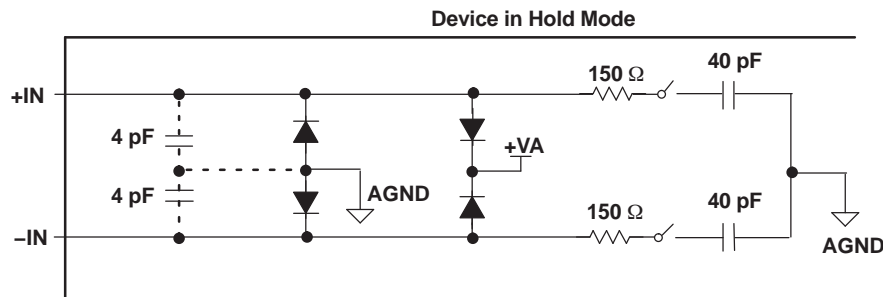 Device in Hold Mode
150 Ω
40 pF
+IN
4 pF
+VA
4 pF
AGND
150 Ω
40 pF
−IN
AGND